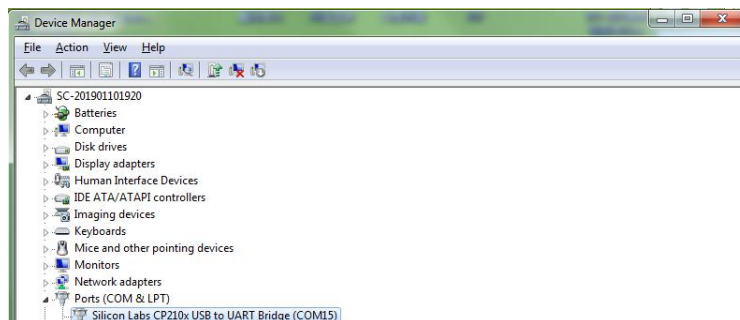 Device Manager
File Action View Help
SC-201901101920
Batteries
Computer
Disk drives
Display adapters
Human Interface Devices
IDE ATA/ATAPI controllers
Imaging devices
Keyboards
Mice and other pointing devices
Monitors
Network adapters
Ports (COM & LPT)
Silicon Labs CP210x USB to UART Bridge (COM15)